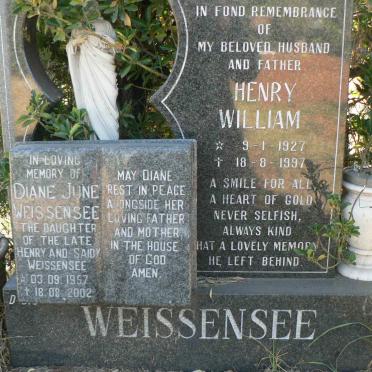 IN FOND REMEMBRANCE
OF
MY BELOVED HUSBAND
AND FATHER
HENRY
WILLIAM
☆ 9-1-1927
✝ 18-8-1997
A SMILE FOR ALL
A HEART OF GOLD
NEVER SELFISH,
ALWAYS KIND
HAT A LOVELY MEMORY
HE LEFT BEHIND
IN LOVING
MEMORY OF
DIANE JUNE
WEISSENSEE
THE DAUGHTER
OF THE LATE
HENRY AND SAIDY
WEISSENSEE
☆ 03.09.1957
✝ 18.08.2002
MAY DIANE
REST IN PEACE
ALONGSIDE HER
LOVING FATHER
AND MOTHER
IN THE HOUSE
OF GOD
AMEN
WEISSENSEE